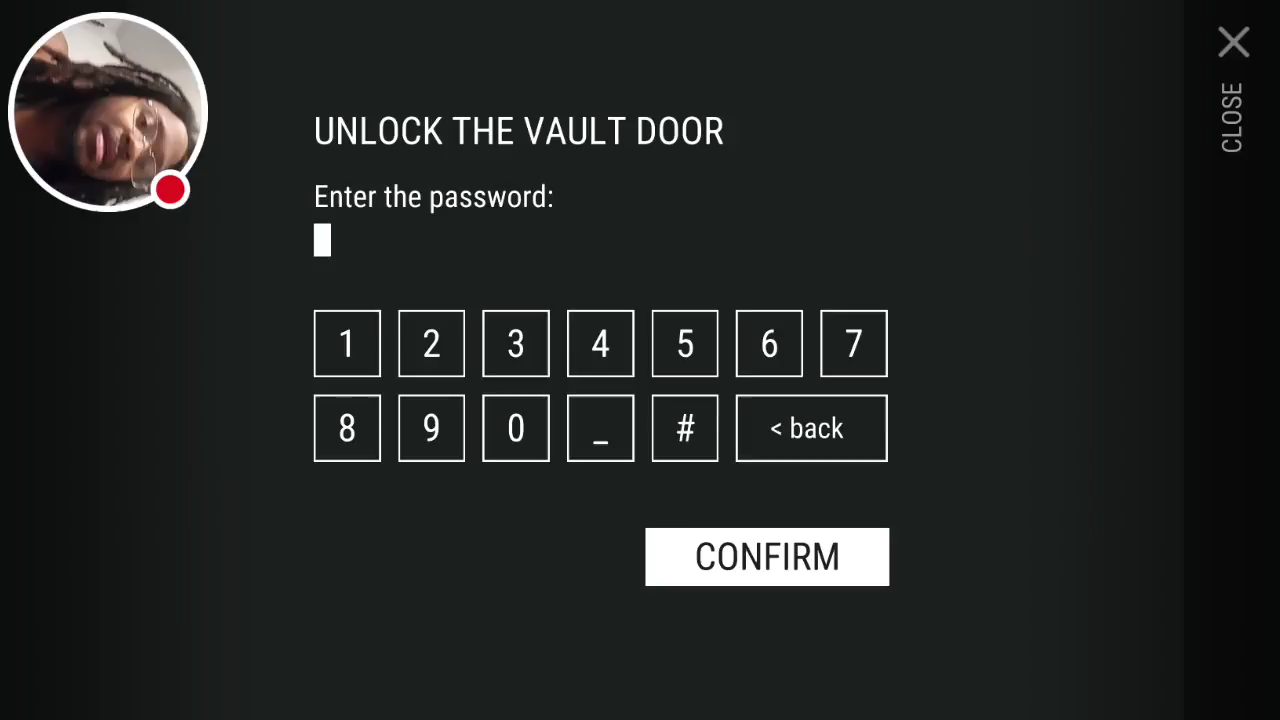 UNLOCK THE VAULT DOOR
CLOSE
Enter the password:
1 2 3 4 5 6 7
8 9 0 _ # < back
CONFIRM